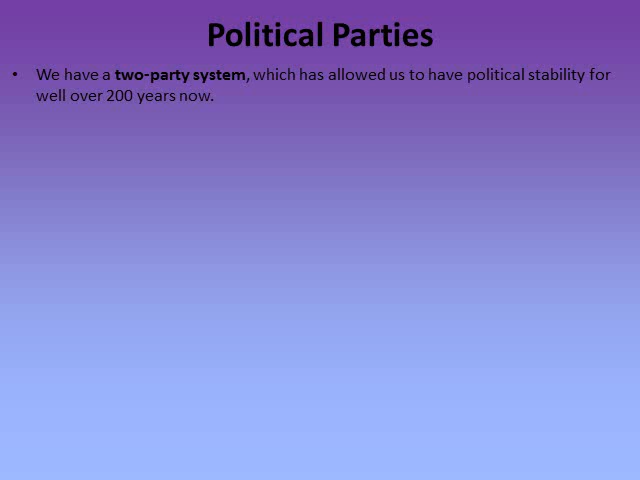 Political Parties
• We have a two-party system, which has allowed us to have political stability for
well over 200 years now.